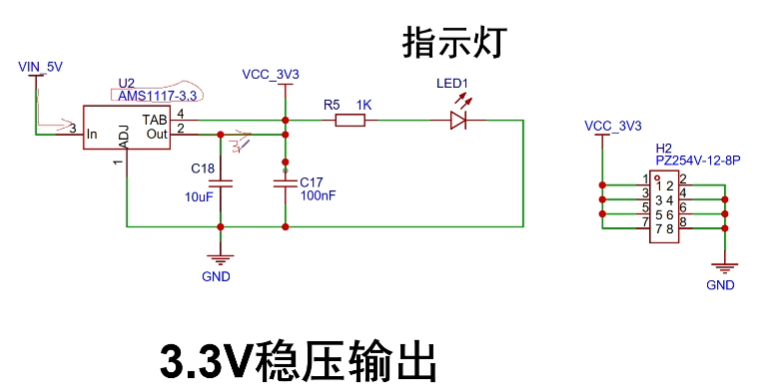 指示灯
VIN_5V
VCC_3V3
U2
AMS1117-3.3
R5 1K
LED1
3 In
ADJ
TAB 4
Out 2
1
C18
10uF
C17
100nF
GND
VCC_3V3
H2
PZ254V-12-8P
1 1 2 2
3 3 4 4
5 5 6 6
7 7 8 8
GND
3.3V稳压输出